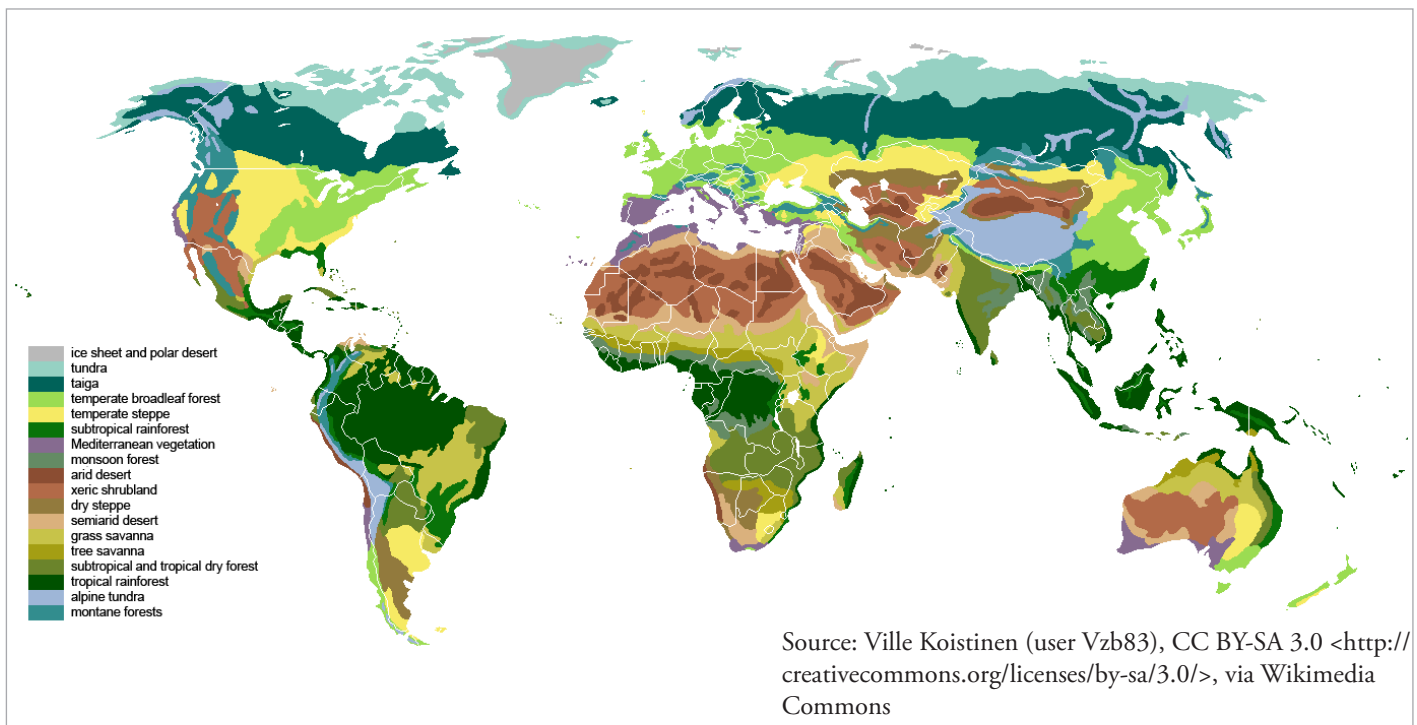 ice sheet and polar desert
tundra
taiga
temperate broadleaf forest
temperate steppe
subtropical rainforest
Mediterranean vegetation
monsoon forest
arid desert
xeric shrubland
dry steppe
semiarid desert
grass savanna
tree savanna
subtropical and tropical dry forest
tropical rainforest
alpine tundra
montane forests
Source: Ville Koistinen (user Vzb83), CC BY-SA 3.0 <http://
creativecommons.org/licenses/by-sa/3.0/>, via Wikimedia
Commons